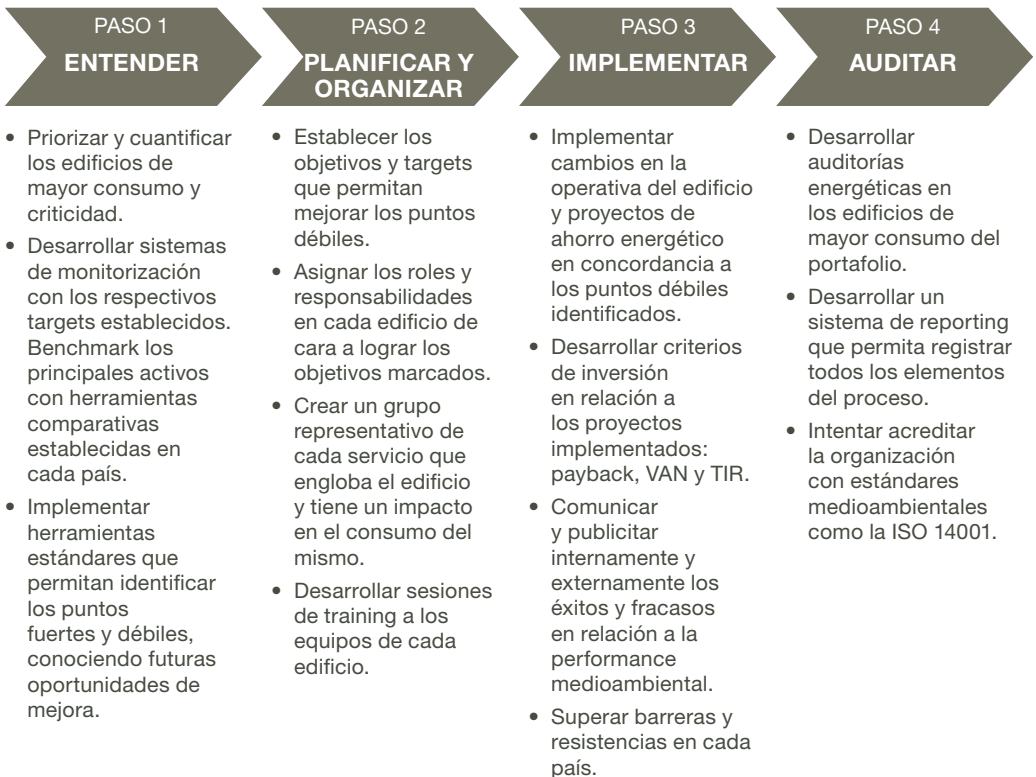 PASO 1
ENTENDER
• Priorizar y cuantificar
los edificios de
mayor consumo y
criticidad.
• Desarrollar sistemas
de monitorización
con los respectivos
targets establecidos.
Benchmark los
principales activos
con herramientas
comparativas
establecidas en
cada país.
• Implementar
herramientas
estándares que
permitan identificar
los puntos
fuertes y débiles,
conociendo futuras
oportunidades de
mejora.
PASO 2
PLANIFICAR Y
ORGANIZAR
• Establecer los
objetivos y targets
que permitan
mejorar los puntos
débiles.
• Asignar los roles y
responsabilidades
en cada edificio de
cara a lograr los
objetivos marcados.
• Crear un grupo
representativo de
cada servicio que
engloba el edificio
y tiene un impacto
en el consumo del
mismo.
• Desarrollar sesiones
de training a los
equipos de cada
edificio.
PASO 3
IMPLEMENTAR
• Implementar
cambios en la
operativa del edificio
y proyectos de
ahorro energético
en concordancia a
los puntos débiles
identificados.
• Desarrollar criterios
de inversión
en relación a
los proyectos
implementados:
payback, VAN y TIR.
• Comunicar
y publicitar
internamente y
externamente los
éxitos y fracasos
en relación a la
performance
medioambiental.
• Superar barreras y
resistencias en cada
país.
PASO 4
AUDITAR
• Desarrollar
auditorías
energéticas en
los edificios de
mayor consumo del
portafolio.
• Desarrollar un
sistema de reporting
que permita registrar
todos los elementos
del proceso.
• Intentar acreditar
la organización
con estándares
medioambientales
como la ISO 14001.